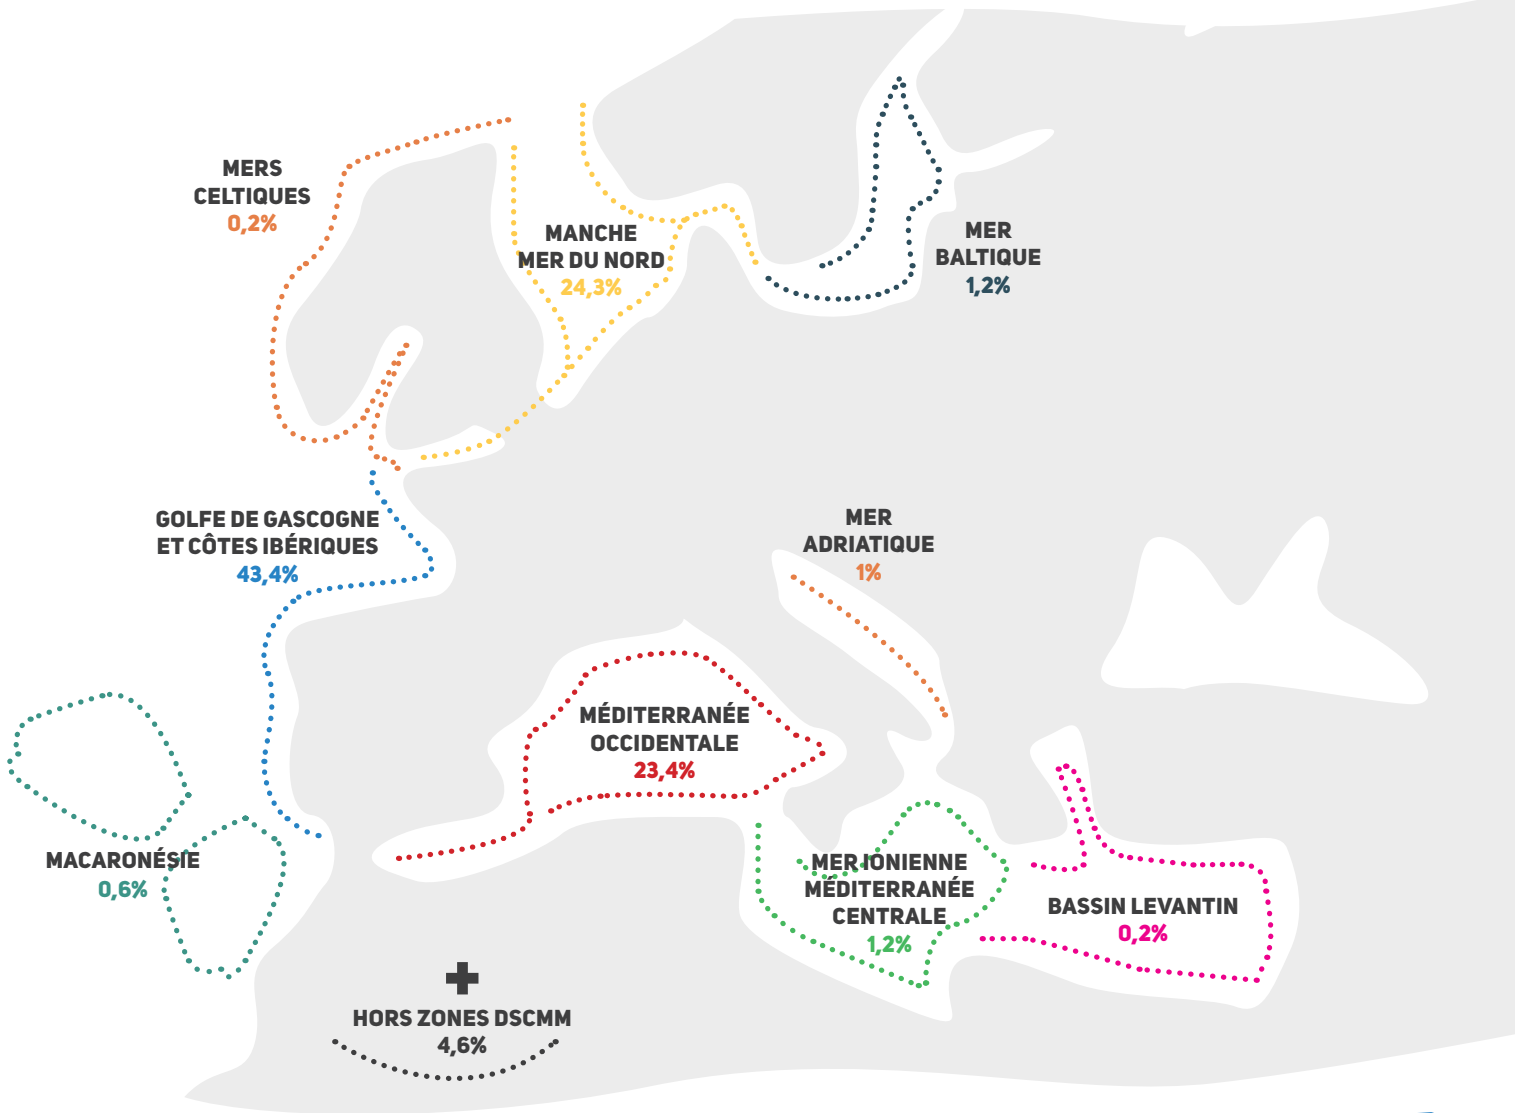 MERS
CELTIQUES
0,2%
MANCHE
MER DU NORD
24,3%
MER
BALTIQUE
1,2%
GOLFE DE GASCOGNE
ET CÔTES IBÉRIQUES
43,4%
MER
ADRIATIQUE
1%
MÉDITERRANÉE
OCCIDENTALE
23,4%
MACARONÉSIE
0,6%
MER IONIENNE
MÉDITERRANÉE
CENTRALE
1,2%
BASSIN LEVANTIN
0,2%
HORS ZONES DSCMM
4,6%